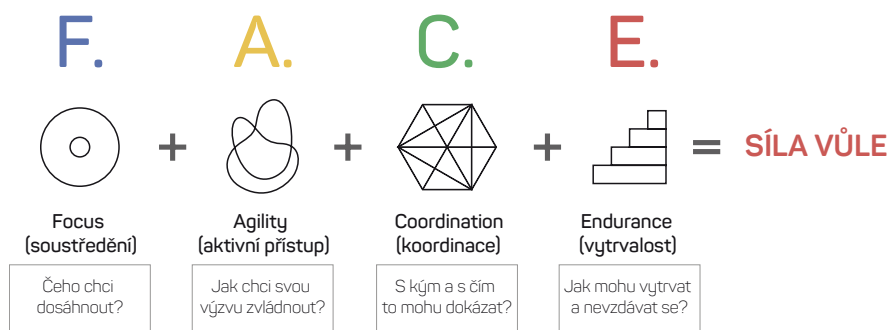 F.
A.
C.
E.
+
+
+
=
SÍLA VŮLE
Focus
(soustředění)
Agility
(aktivní přístup)
Coordination
(koordinace)
Endurance
(vytrvalost)
Čeho chci
dosáhnout?
Jak chci svou
výzvu zvládnout?
S kým a s čím
to mohu dokázat?
Jak mohu vytrvat
a nevzdávat se?